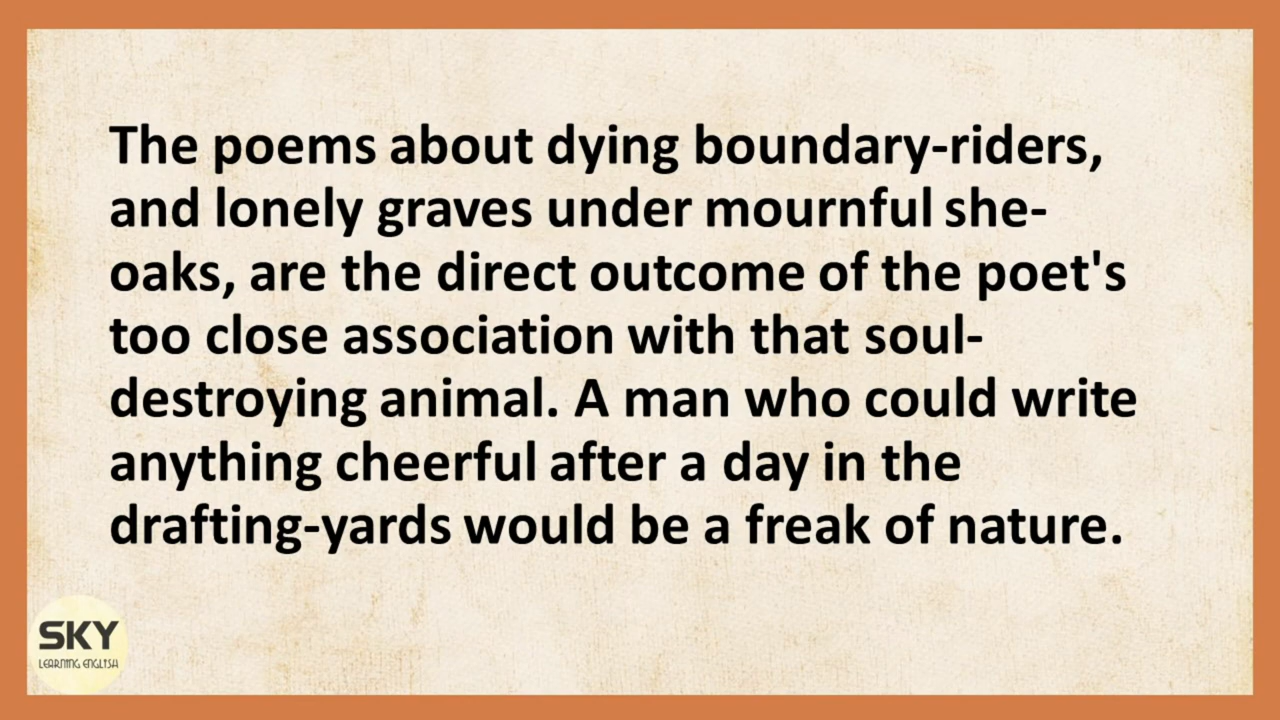 The poems about dying boundary-riders,
and lonely graves under mournful she-
oaks, are the direct outcome of the poet's
too close association with that soul-
destroying animal. A man who could write
anything cheerful after a day in the
drafting-yards would be a freak of nature.
SKY
LEARNING ENGLISH